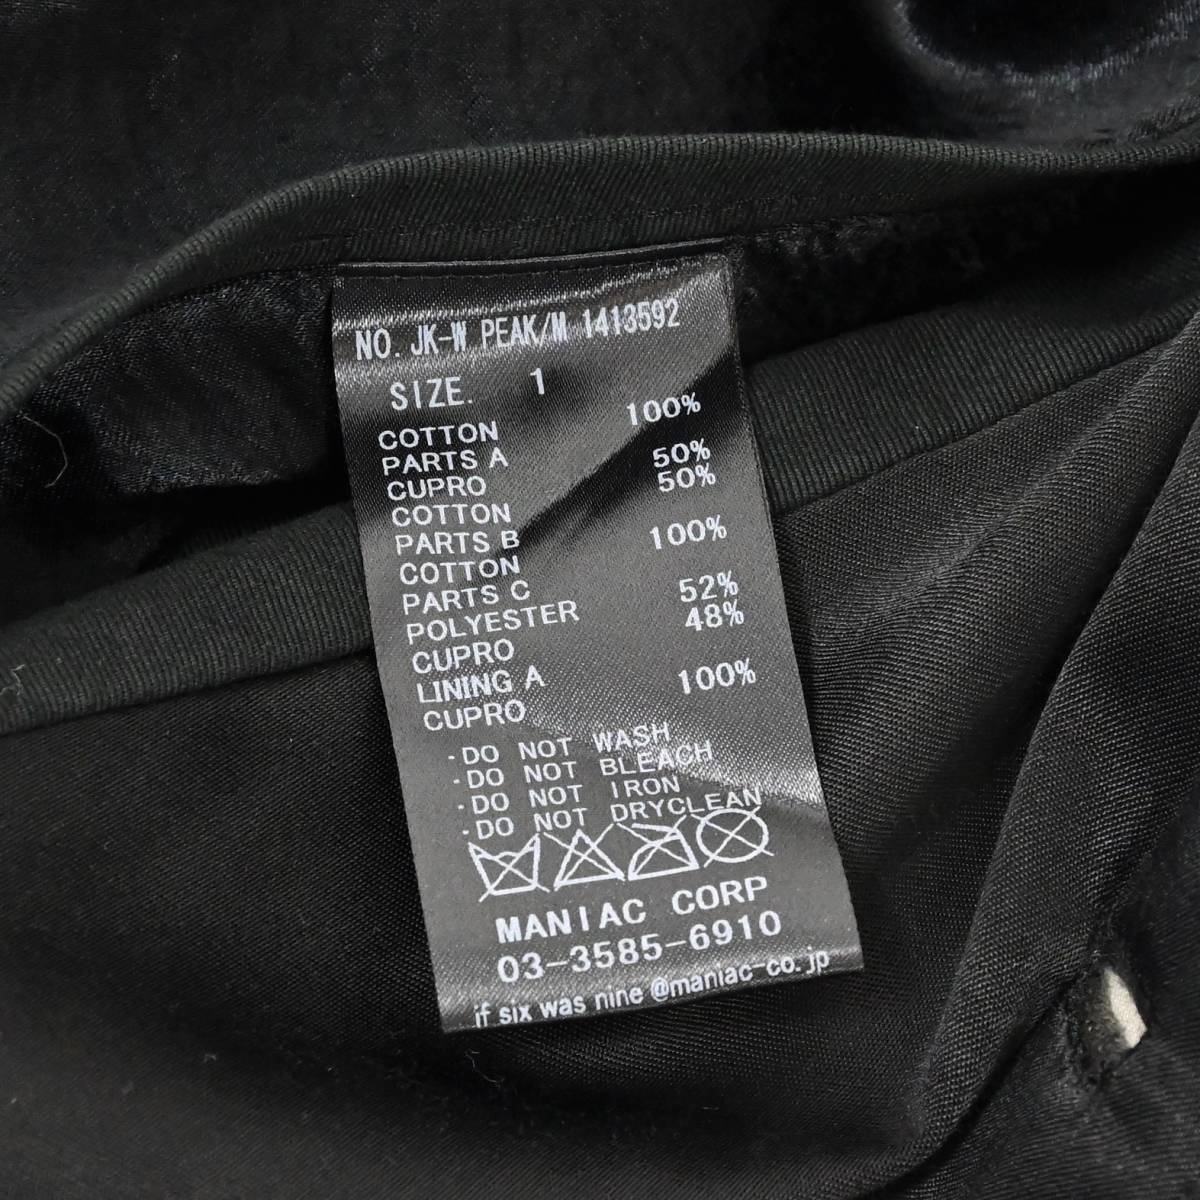 NO. JK-W PEAK/M 1413592
SIZE. 1
COTTON 100%
PARTS A
CUPRO 50%
COTTON 50%
PARTS B
COTTON 100%
PARTS C
POLYESTER 52%
CUPRO 48%
LINING A
CUPRO 100%
·DO NOT WASH
·DO NOT BLEACH
·DO NOT IRON
·DO NOT DRYCLEAN
MANIAC CORP
03-3585-6910
if six was nine @maniac-co.jp